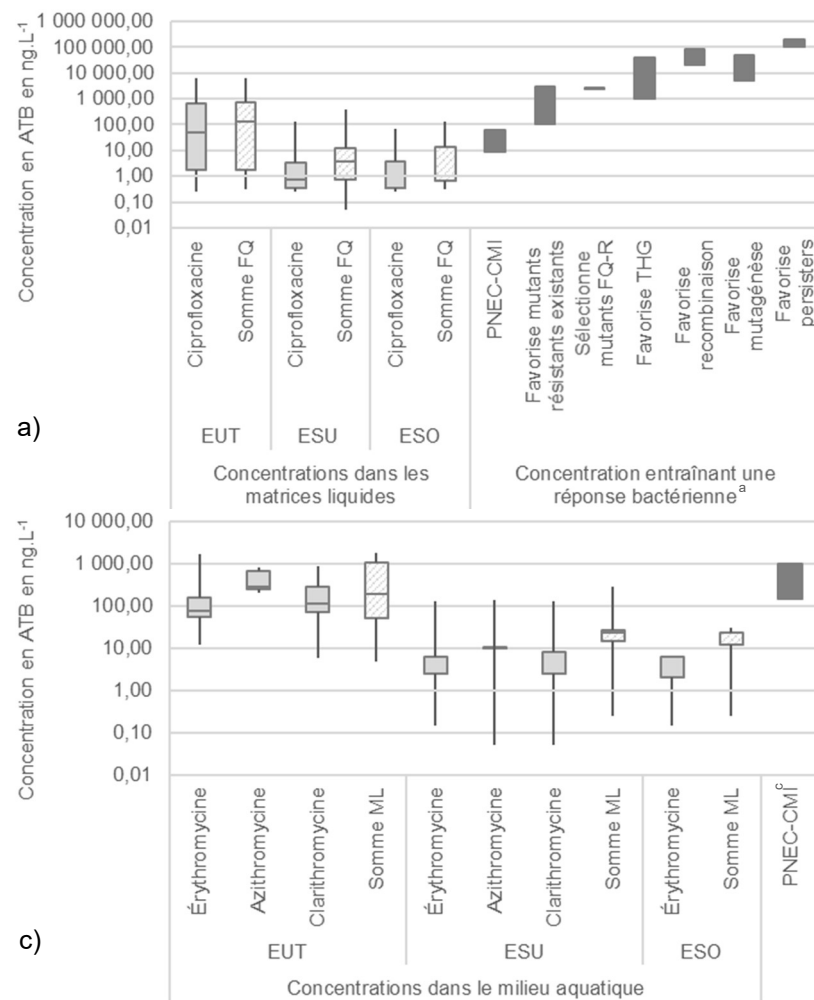 Concentration en ATB en ng.L-1
1 000 000,00
100 000,00
10 000,00
1 000,00
100,00
10,00
1,00
0,10
0,01
Ciprofloxacine
Somme FQ
Ciprofloxacine
Somme FQ
Ciprofloxacine
Somme FQ
PNEC-CMI
Favorise mutants
résistants existants
Sélectionne
mutants FQ-R
Favorise THG
Favorise
recombinaison
Favorise
mutagénèse
Favorise
persisters
a)
EUT
ESU
ESO
Concentrations dans les
matrices liquides
Concentration entraînant une
réponse bactérienne a
Concentration en ATB en ng.L-1
10 000,00
1 000,00
100,00
10,00
1,00
0,10
0,01
Érythromycine
Azithromycine
Clarithromycine
Somme ML
Érythromycine
Azithromycine
Clarithromycine
Somme ML
Érythromycine
Somme ML
PNEC-CMI c
c)
EUT
ESU
ESO
Concentrations dans le milieu aquatique